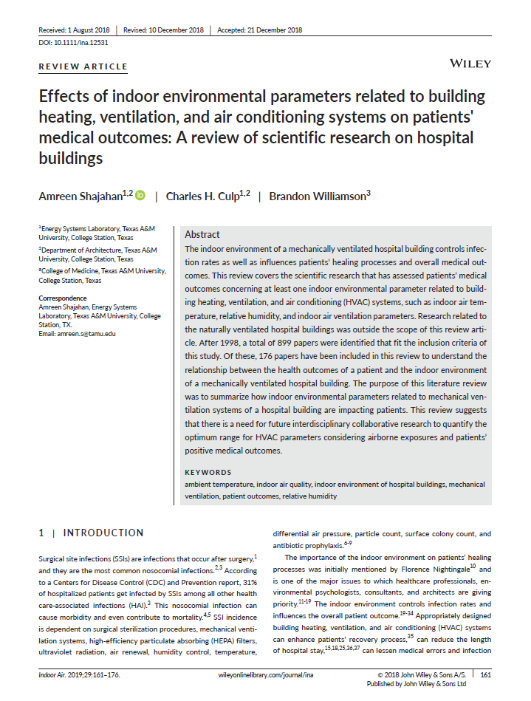 Received: 1 August 2018 | Revised: 10 December 2018 | Accepted: 21 December 2018
DOI: 10.1111/ina.12531
REVIEW ARTICLE
WILEY
Effects of indoor environmental parameters related to building
heating, ventilation, and air conditioning systems on patients'
medical outcomes: A review of scientific research on hospital
buildings
Amreen Shajahan1,2 | Charles H. Culp1,2 | Brandon Williamson3
1Energy Systems Laboratory, Texas A&M
University, College Station, Texas
2Department of Architecture, Texas A&M
University, College Station, Texas
3College of Medicine, Texas A&M University,
College Station, Texas
Correspondence
Amreen Shajahan, Energy Systems
Laboratory, Texas A&M University, College
Station, TX.
Email: amreen.s@tamu.edu
Abstract
The indoor environment of a mechanically ventilated hospital building controls infec-
tion rates as well as influences patients' healing processes and overall medical out-
comes. This review covers the scientific research that has assessed patients' medical
outcomes concerning at least one indoor environmental parameter related to build-
ing heating, ventilation, and air conditioning (HVAC) systems, such as indoor air tem-
perature, relative humidity, and indoor air ventilation parameters. Research related to
the naturally ventilated hospital buildings was outside the scope of this review arti-
cle. After 1998, a total of 899 papers were identified that fit the inclusion criteria of
this study. Of these, 176 papers have been included in this review to understand the
relationship between the health outcomes of a patient and the indoor environment
of a mechanically ventilated hospital building. The purpose of this literature review
was to summarize how indoor environmental parameters related to mechanical ven-
tilation systems of a hospital building are impacting patients. This review suggests
that there is a need for future interdisciplinary collaborative research to quantify the
optimum range for HVAC parameters considering airborne exposures and patients'
positive medical outcomes.
KEYWORDS
ambient temperature, indoor air quality, indoor environment of hospital buildings, mechanical
ventilation, patient outcomes, relative humidity
1 | INTRODUCTION
Surgical site infections (SSIs) are infections that occur after surgery,1
and they are the most common nosocomial infections.2,3 According
to a Centers for Disease Control (CDC) and Prevention report, 31%
of hospitalized patients get infected by SSIs among all other health
care-associated infections (HAI).3 This nosocomial infection can
cause morbidity and even contribute to mortality.4,5 SSI incidence
is dependent on surgical sterilization procedures, mechanical venti-
lation systems, high-efficiency particulate absorbing (HEPA) filters,
ultraviolet radiation, air renewal, humidity control, temperature,
differential air pressure, particle count, surface colony count, and
antibiotic prophylaxis.6-9
The importance of the indoor environment on patients' healing
processes was initially mentioned by Florence Nightingale10 and
is one of the major issues to which healthcare professionals, en-
vironmental psychologists, consultants, and architects are giving
priority.11-19 The indoor environment controls infection rates and
influences the overall patient outcome.19-34 Appropriately designed
building heating, ventilation, and air conditioning (HVAC) systems
can enhance patients' recovery process,35 can reduce the length
of hospital stay,15,18,25,36,37 can lessen medical errors and infection
Indoor Air. 2019;29:161–176.
wileyonlinelibrary.com/journal/ina
© 2018 John Wiley & Sons A/S. | 161
Published by John Wiley & Sons Ltd